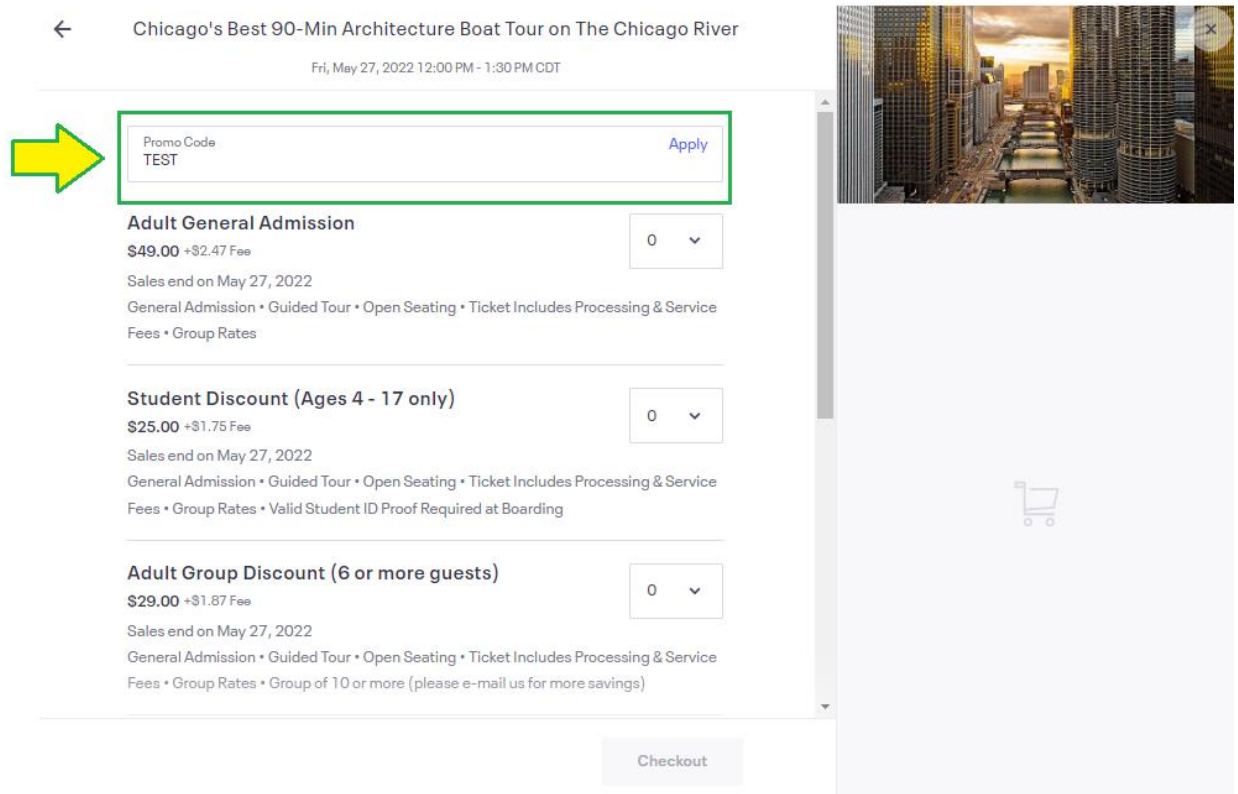 Chicago's Best 90-Min Architecture Boat Tour on The Chicago River
Fri, May 27, 2022 12:00 PM - 1:30 PM CDT
Promo Code
TEST
Apply
Adult General Admission
0
$49.00 +$2.47 Fee
Sales end on May 27, 2022
General Admission • Guided Tour • Open Seating • Ticket Includes Processing & Service
Fees • Group Rates
Student Discount (Ages 4 - 17 only)
0
$25.00 +$1.75 Fee
Sales end on May 27, 2022
General Admission • Guided Tour • Open Seating • Ticket Includes Processing & Service
Fees • Group Rates • Valid Student ID Proof Required at Boarding
Adult Group Discount (6 or more guests)
0
$29.00 +$1.87 Fee
Sales end on May 27, 2022
General Admission • Guided Tour • Open Seating • Ticket Includes Processing & Service
Fees • Group Rates • Group of 10 or more (please e-mail us for more savings)
Checkout